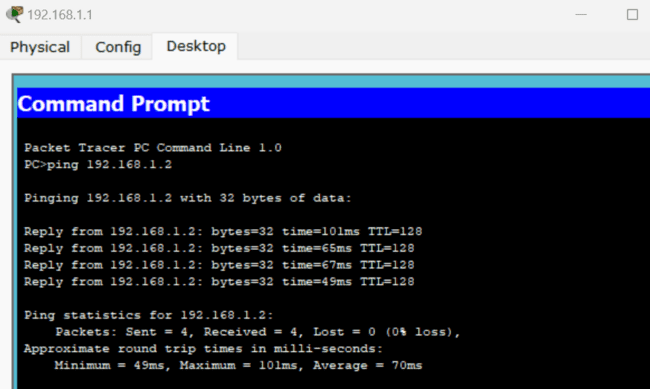 192.168.1.1
Physical Config Desktop
Command Prompt
Packet Tracer PC Command Line 1.0
PC>ping 192.168.1.2
Pinging 192.168.1.2 with 32 bytes of data:
Reply from 192.168.1.2: bytes=32 time=101ms TTL=128
Reply from 192.168.1.2: bytes=32 time=65ms TTL=128
Reply from 192.168.1.2: bytes=32 time=67ms TTL=128
Reply from 192.168.1.2: bytes=32 time=49ms TTL=128
Ping statistics for 192.168.1.2:
Packets: Sent = 4, Received = 4, Lost = 0 (0% loss),
Approximate round trip times in milli-seconds:
Minimum = 49ms, Maximum = 101ms, Average = 70ms